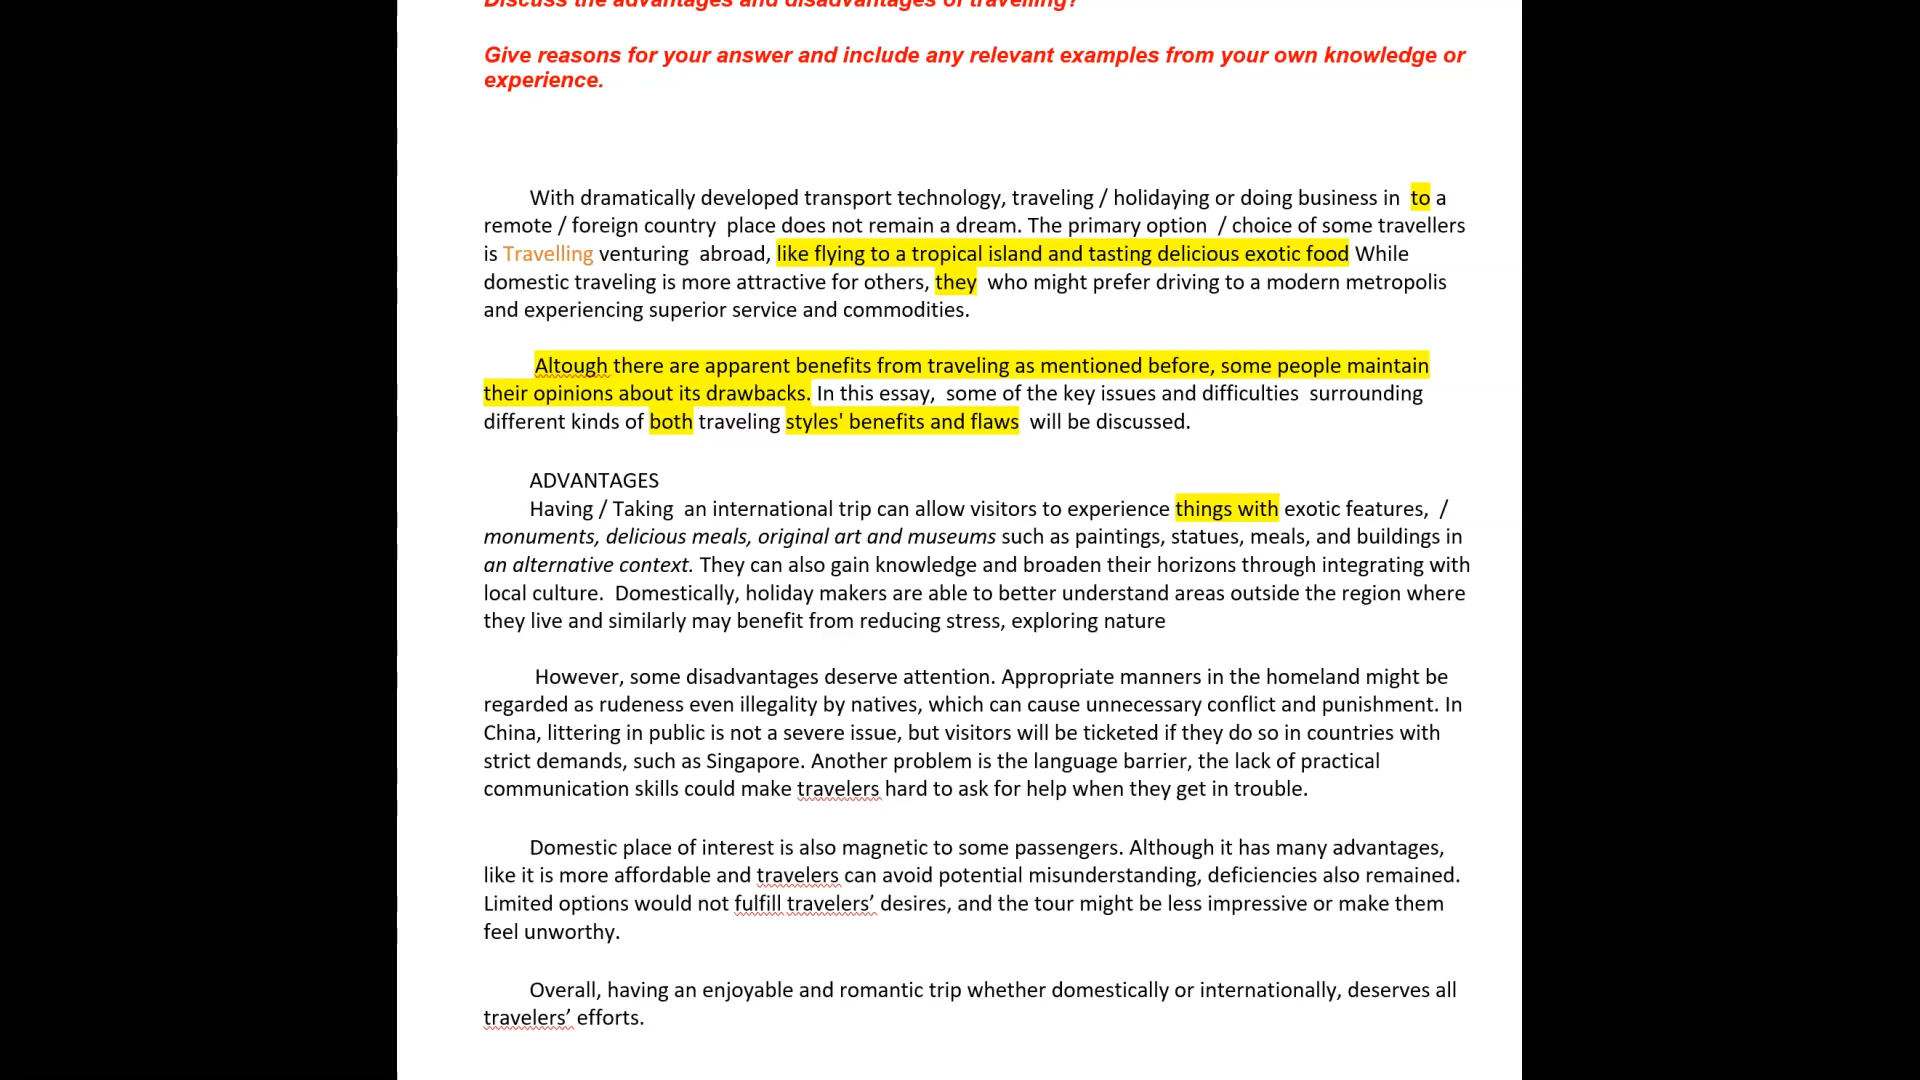 Discuss the advantages and disadvantages of travelling?
Give reasons for your answer and include any relevant examples from your own knowledge or
experience.
With dramatically developed transport technology, traveling / holidaying or doing business in to a
remote / foreign country place does not remain a dream. The primary option / choice of some travellers
is Travelling venturing abroad, like flying to a tropical island and tasting delicious exotic food While
domestic traveling is more attractive for others, they who might prefer driving to a modern metropolis
and experiencing superior service and commodities.
Altough there are apparent benefits from traveling as mentioned before, some people maintain
their opinions about its drawbacks. In this essay, some of the key issues and difficulties surrounding
different kinds of both traveling styles' benefits and flaws will be discussed.
ADVANTAGES
Having / Taking an international trip can allow visitors to experience things with exotic features, /
monuments, delicious meals, original art and museums such as paintings, statues, meals, and buildings in
an alternative context. They can also gain knowledge and broaden their horizons through integrating with
local culture. Domestically, holiday makers are able to better understand areas outside the region where
they live and similarly may benefit from reducing stress, exploring nature
However, some disadvantages deserve attention. Appropriate manners in the homeland might be
regarded as rudeness even illegality by natives, which can cause unnecessary conflict and punishment. In
China, littering in public is not a severe issue, but visitors will be ticketed if they do so in countries with
strict demands, such as Singapore. Another problem is the language barrier, the lack of practical
communication skills could make travelers hard to ask for help when they get in trouble.
Domestic place of interest is also magnetic to some passengers. Although it has many advantages,
like it is more affordable and travelers can avoid potential misunderstanding, deficiencies also remained.
Limited options would not fulfill travelers’ desires, and the tour might be less impressive or make them
feel unworthy.
Overall, having an enjoyable and romantic trip whether domestically or internationally, deserves all
travelers’ efforts.